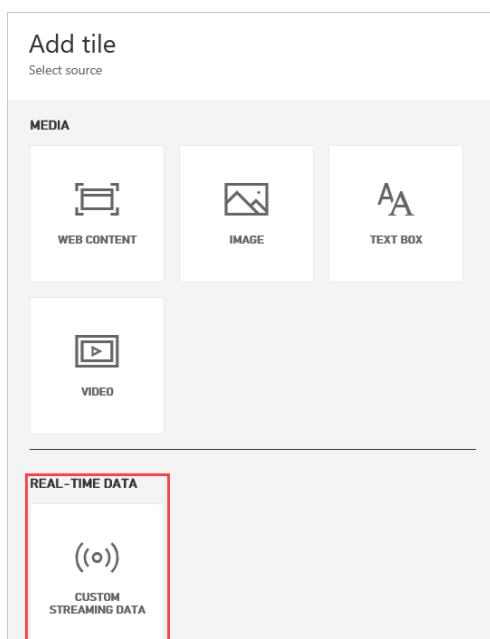 Add tile
Select source
MEDIA
WEB CONTENT
IMAGE
TEXT BOX
VIDEO
REAL-TIME DATA
CUSTOM
STREAMING DATA